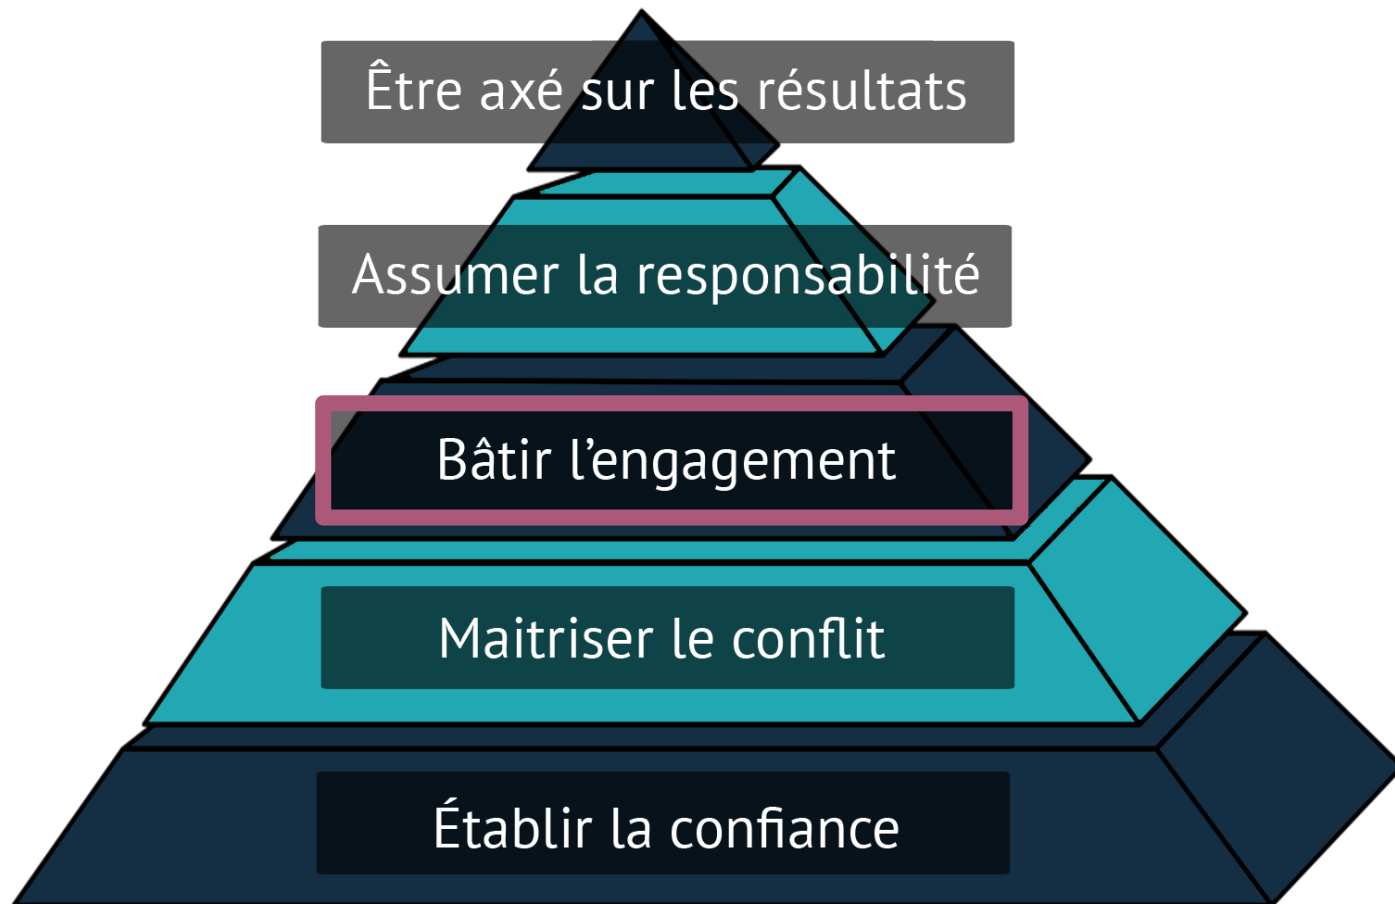 Être axé sur les résultats
Assumer la responsabilité
Bâtir l’engagement
Maitriser le conflit
Établir la confiance